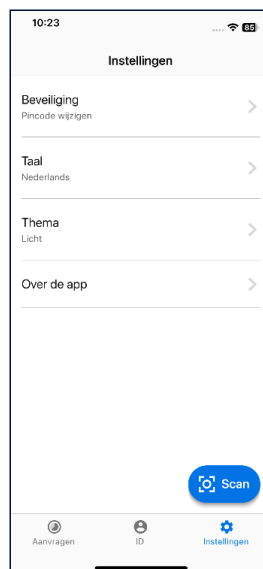 10:23
85
Instellingen
Beveiliging
Pincode wijzigen
Taal
Nederlands
Thema
Licht
Over de app
Scan
Aanvragen
ID
Instellingen